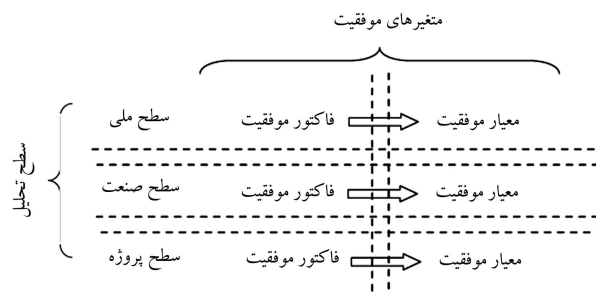 متغیرهای موفقیت
سطح تحلیل
سطح ملی فاکتور موفقیت معیار موفقیت
سطح صنعت فاکتور موفقیت معیار موفقیت
سطح پروژه فاکتور موفقیت معیار موفقیت